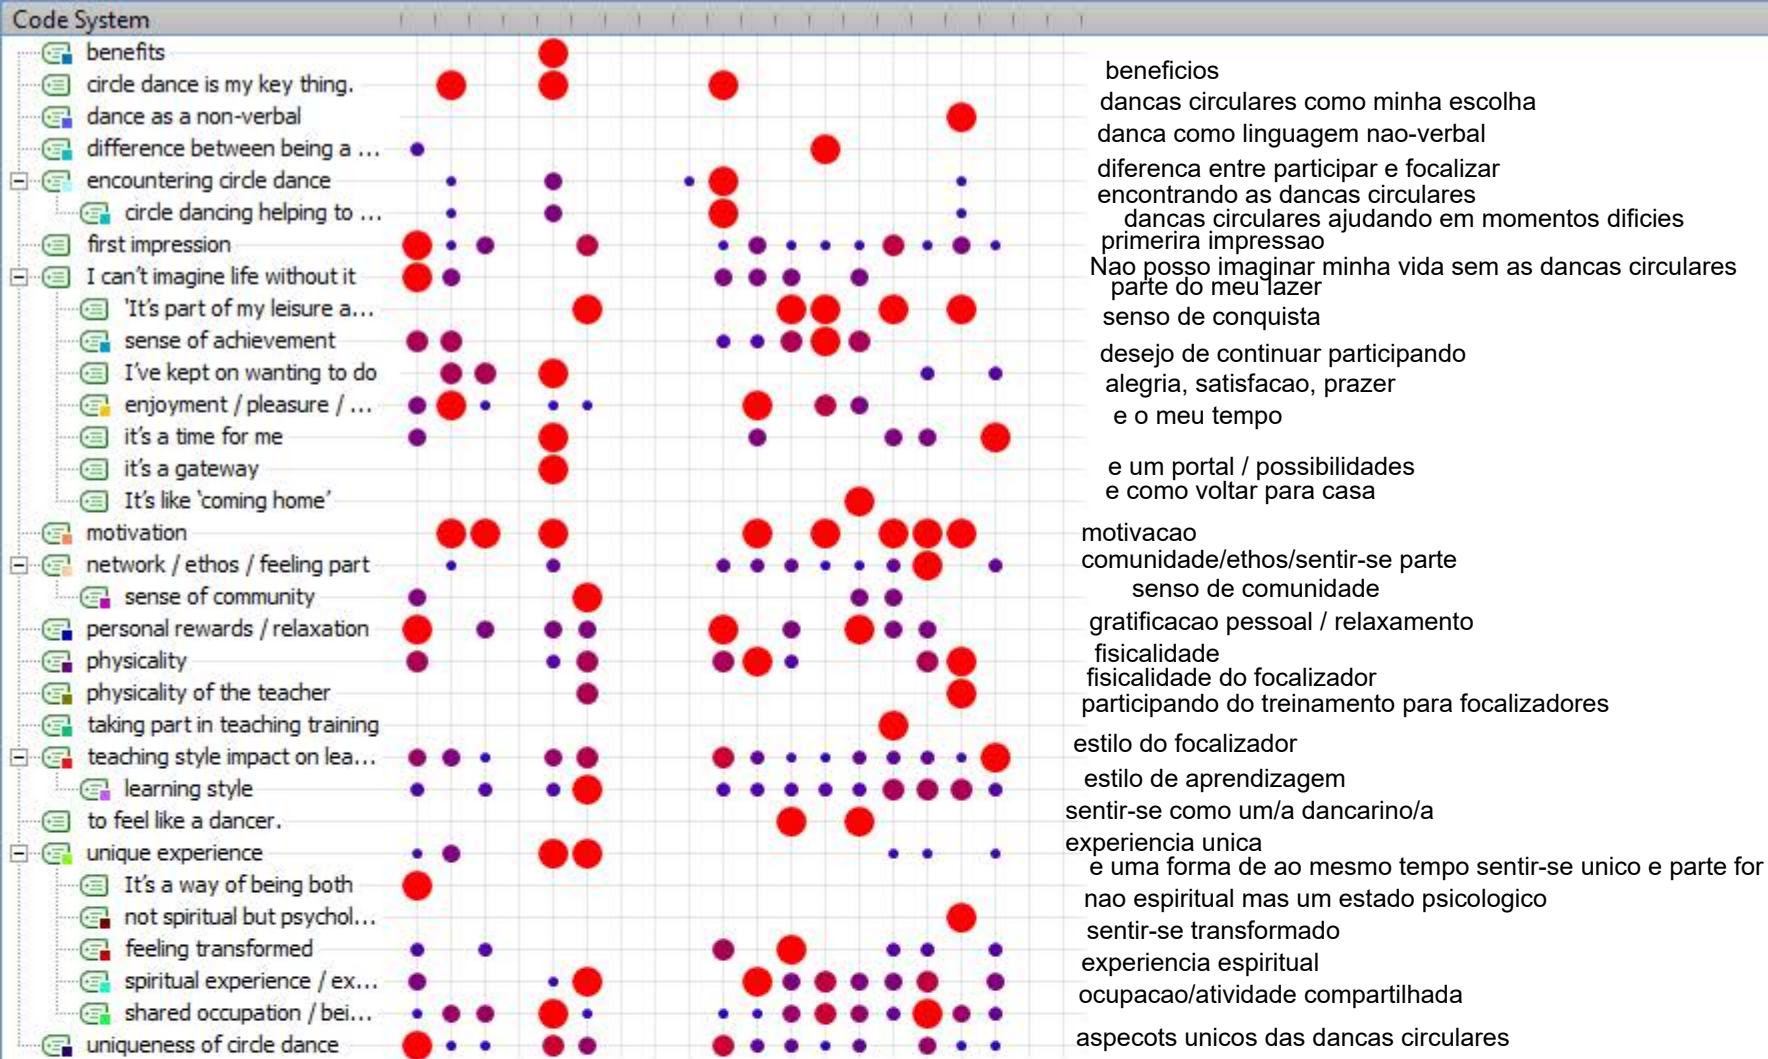 Code System
benefits
circle dance is my key thing.
dance as a non-verbal
difference between being a ...
encountering circle dance
circle dancing helping to ...
first impression
I can't imagine life without it
'It's part of my leisure a...
sense of achievement
I've kept on wanting to do
enjoyment / pleasure / ...
it's a time for me
it's a gateway
It's like 'coming home'
motivation
network / ethos / feeling part
sense of community
personal rewards / relaxation
physicality
physicality of the teacher
taking part in teaching training
teaching style impact on lea...
learning style
to feel like a dancer.
unique experience
It's a way of being both
not spiritual but psychol...
feeling transformed
spiritual experience / ex...
shared occupation / bei...
uniqueness of circle dance
beneficios
dancas circulares como minha escolha
danca como linguagem nao-verbal
diferenca entre participar e focalizar
encontrando as dancas circulares
dancas circulares ajudando em momentos dificies
primerira impressao
Nao posso imaginar minha vida sem as dancas circulares
parte do meu lazer
senso de conquista
desejo de continuar participando
alegria, satisfacao, prazer
e o meu tempo
e um portal / possibilidades
e como voltar para casa
motivacao
comunidade/ethos/sentir-se parte
senso de comunidade
gratificacao pessoal / relaxamento
fisicalidade
fisicalidade do focalizador
participando do treinamento para focalizadores
estilo do focalizador
estilo de aprendizagem
sentir-se como um/a dancarino/a
experiencia unica
e uma forma de ao mesmo tempo sentir-se unico e parte for
nao espiritual mas um estado psicologico
sentir-se transformado
experiencia espiritual
ocupacao/atividade compartilhada
aspecots unicos das dancas circulares